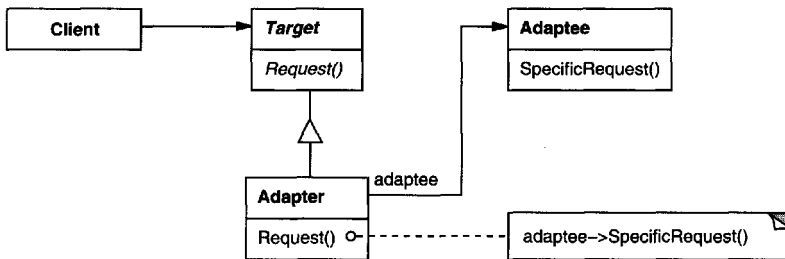 Client
Target
Request()
Adaptee
SpecificRequest()
adaptee
Adapter
Request()
adaptee->SpecificRequest()